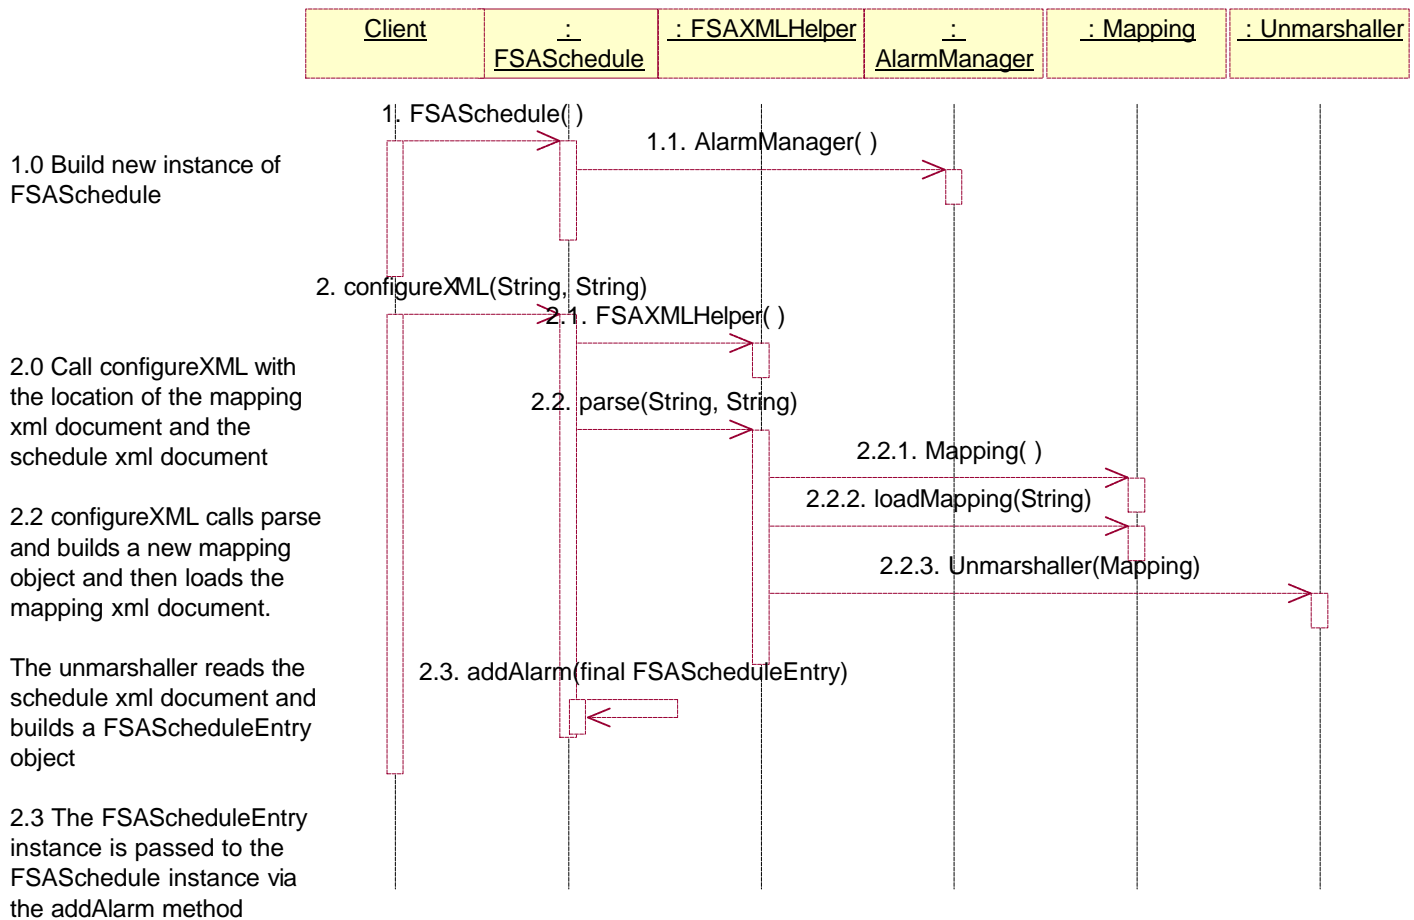 Client
:
FSASchedule
: FSAXMLHelper
:
AlarmManager
: Mapping
: Unmarshaller
1. FSASchedule( )
1.1. AlarmManager( )
1.0 Build new instance of
FSASchedule
2. configureXML(String, String)
2.1. FSAXMLHelper( )
2.0 Call configureXML with
the location of the mapping
xml document and the
schedule xml document
2.2. parse(String, String)
2.2.1. Mapping( )
2.2.2. loadMapping(String)
2.2 configureXML calls parse
and builds a new mapping
object and then loads the
mapping xml document.
2.2.3. Unmarshaller(Mapping)
The unmarshaller reads the
schedule xml document and
builds a FSAScheduleEntry
object
2.3. addAlarm(final FSAScheduleEntry)
2.3 The FSAScheduleEntry
instance is passed to the
FSASchedule instance via
the addAlarm method